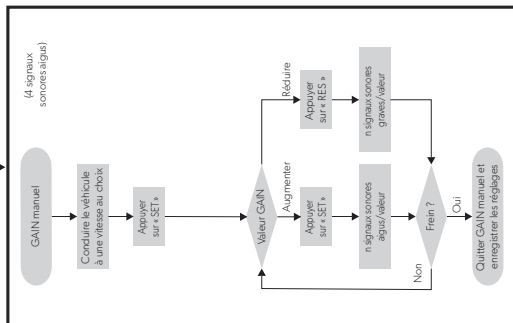 GAIN manuel
(4 signaux
sonores aigus)
Conduire le véhicule
à une vitesse au choix
Appuyer
sur « SET »
Valeur GAIN
Augmenter
Réduire
Appuyer
sur « SET »
Appuyer
sur « RES »
n signaux sonores
aigus/valeur
n signaux sonores
graves/valeur
Frein ?
Non
Oui
Quitter GAIN manuel et
enregistrer les réglages